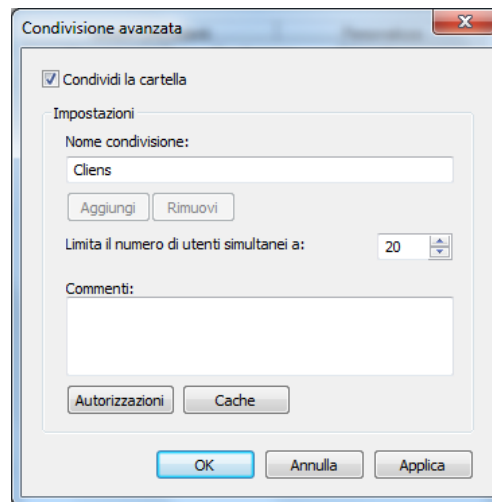 Condivisione avanzata
Condividi la cartella
Impostazioni
Nome condivisione:
Cliens
Aggiungi Rimuovi
Limita il numero di utenti simultanei a: 20
Commenti:
Autorizzazioni Cache
OK Annulla Applica